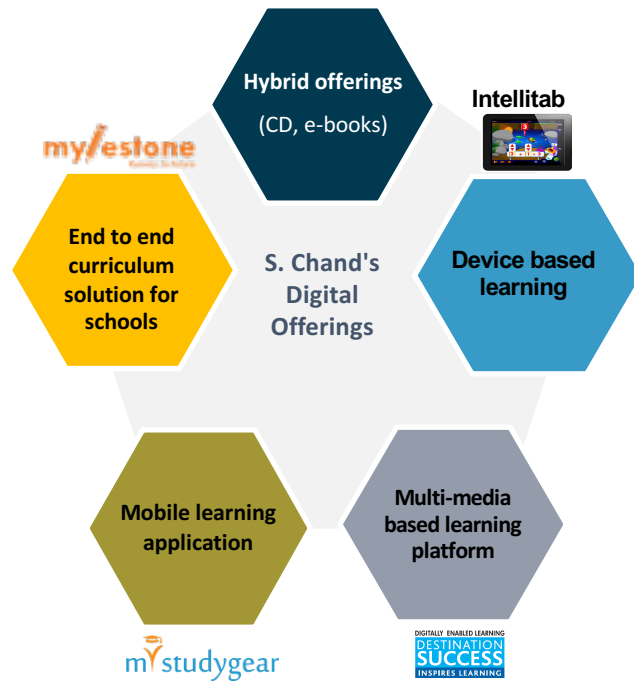 Hybrid offerings
(CD, e-books)
Intellitab
mylestone
End to end
curriculum
solution for
schools
S. Chand's
Digital
Offerings
Device based
learning
Mobile learning
application
Multi-media
based learning
platform
mystudygear
DIGITALLY ENABLED LEARNING
DESTINATION
SUCCESS
INSPIRES LEARNING